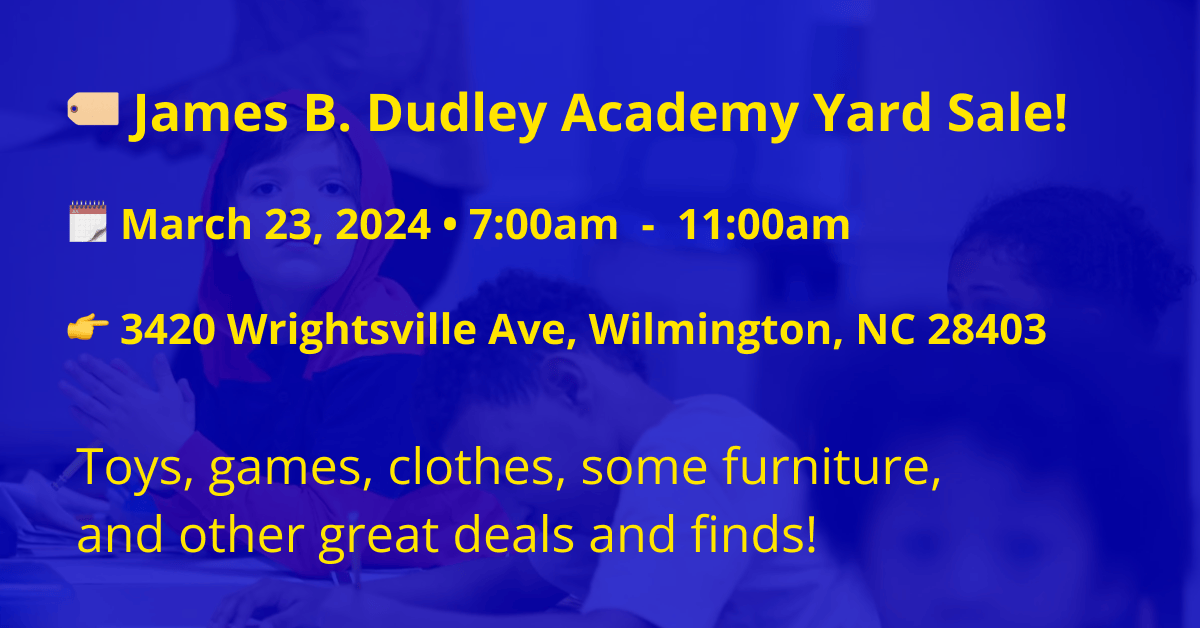 James B. Dudley Academy Yard Sale!
March 23, 2024 • 7:00am - 11:00am
3420 Wrightsville Ave, Wilmington, NC 28403
Toys, games, clothes, some furniture,
and other great deals and finds!